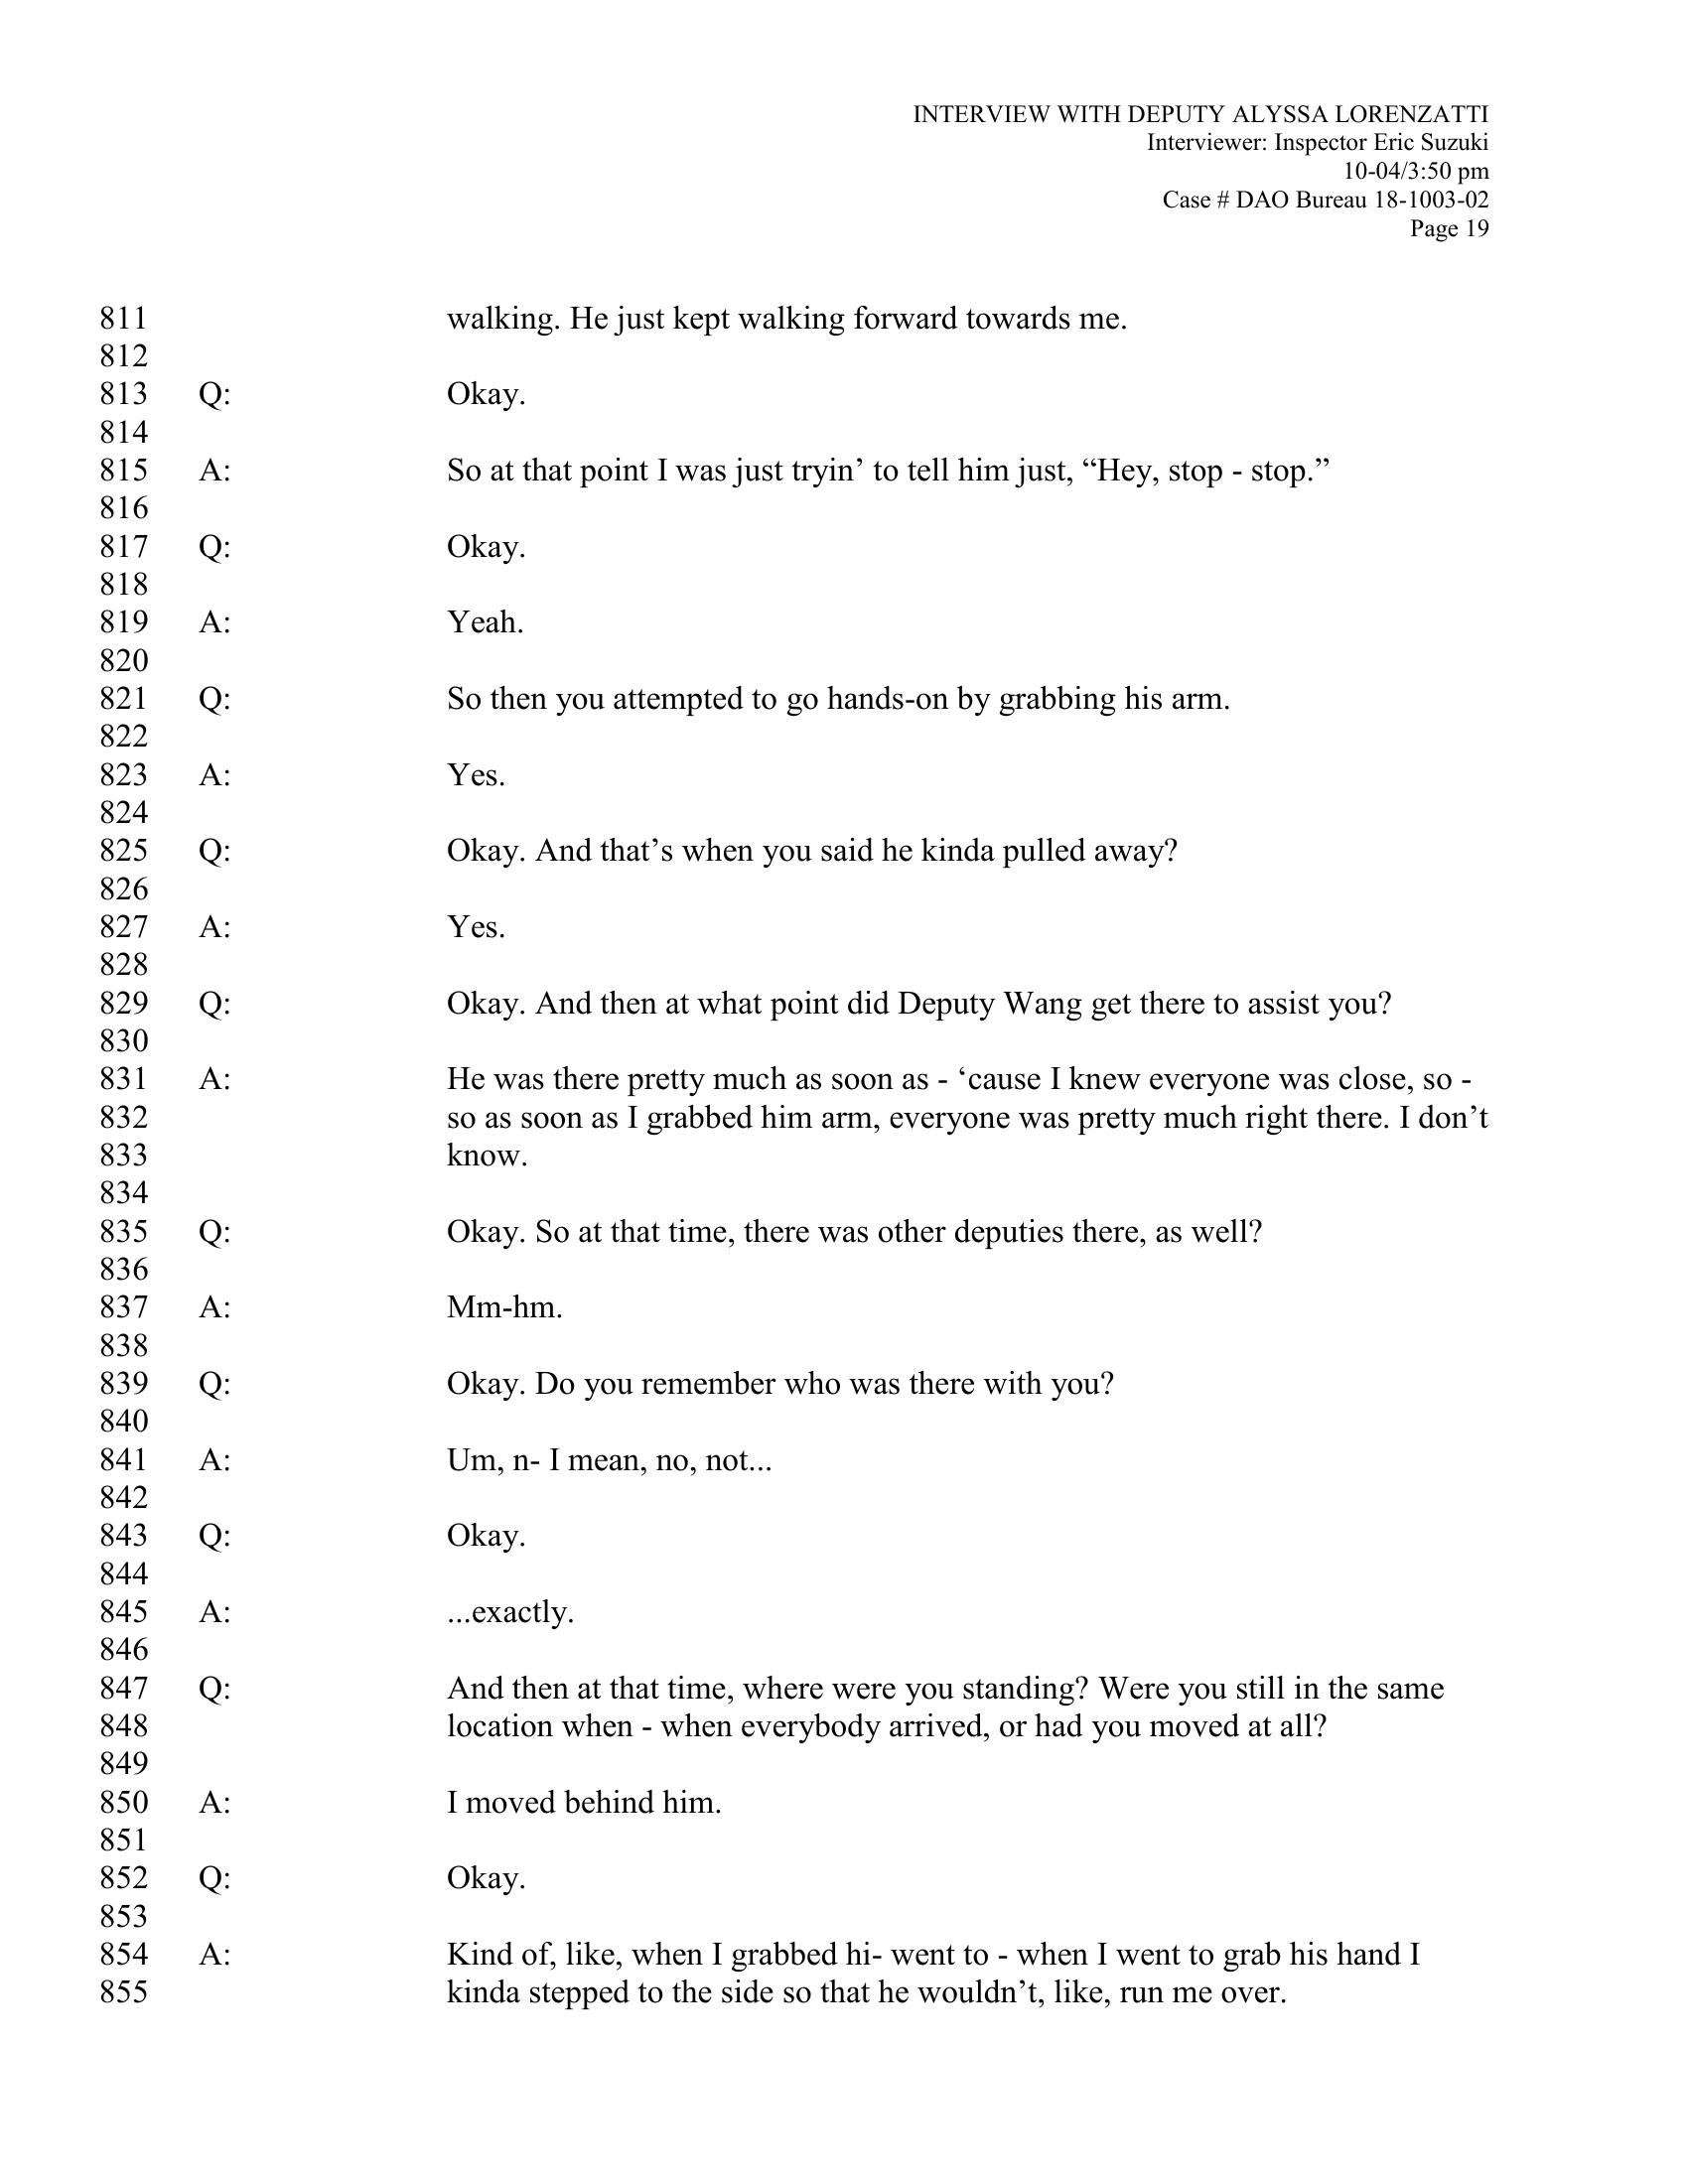 INTERVIEW WITH DEPUTY ALYSSA LORENZATTI
Interviewer: Inspector Eric Suzuki
10-04/3:50 pm
Case # DAO Bureau 18-1003-02
Page 19
811 walking. He just kept walking forward towards me.
812
813 Q: Okay.
814
815 A: So at that point I was just tryin’ to tell him just, “Hey, stop - stop.”
816
817 Q: Okay.
818
819 A: Yeah.
820
821 Q: So then you attempted to go hands-on by grabbing his arm.
822
823 A: Yes.
824
825 Q: Okay. And that’s when you said he kinda pulled away?
826
827 A: Yes.
828
829 Q: Okay. And then at what point did Deputy Wang get there to assist you?
830
831 A: He was there pretty much as soon as - ‘cause I knew everyone was close, so -
832 so as soon as I grabbed him arm, everyone was pretty much right there. I don’t
833 know.
834
835 Q: Okay. So at that time, there was other deputies there, as well?
836
837 A: Mm-hm.
838
839 Q: Okay. Do you remember who was there with you?
840
841 A: Um, n- I mean, no, not...
842
843 Q: Okay.
844
845 A: ...exactly.
846
847 Q: And then at that time, where were you standing? Were you still in the same
848 location when - when everybody arrived, or had you moved at all?
849
850 A: I moved behind him.
851
852 Q: Okay.
853
854 A: Kind of, like, when I grabbed hi- went to - when I went to grab his hand I
855 kinda stepped to the side so that he wouldn’t, like, run me over.